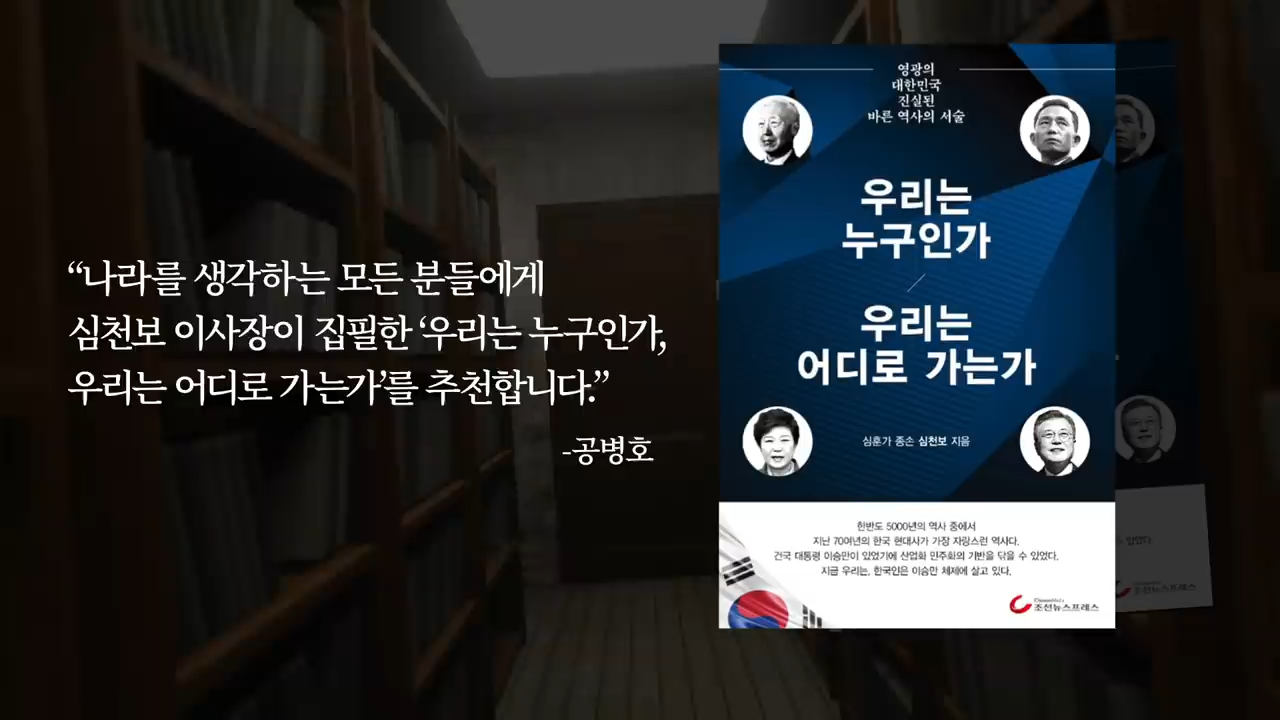 “나라를 생각하는 모든 분들에게
심천보 이사장이 집필한 ‘우리는 누구인가,
우리는 어디로 가는가’를 추천합니다.”
-공병호
영광의
대한민국
진실된
바른 역사의 서술
우리는
누구인가
우리는
어디로 가는가
심훈가 종손 심천보 지음
한반도 5000년의 역사 중에서
지난 70여년의 한국 현대사가 가장 자랑스런 역사다.
건국 대통령 이승만이 있었기에 산업화 민주화의 기반을 닦을 수 있었다.
지금 우리는, 한국인은 이승만 체제에 살고 있다.
조선뉴스프레스